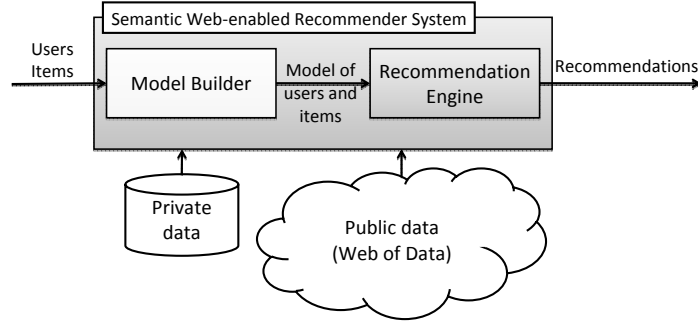 Semantic Web-enabled Recommender System
Users
Items
Model Builder
Model of
users and
items
Recommendation
Engine
Recommendations
Private
data
Public data
(Web of Data)